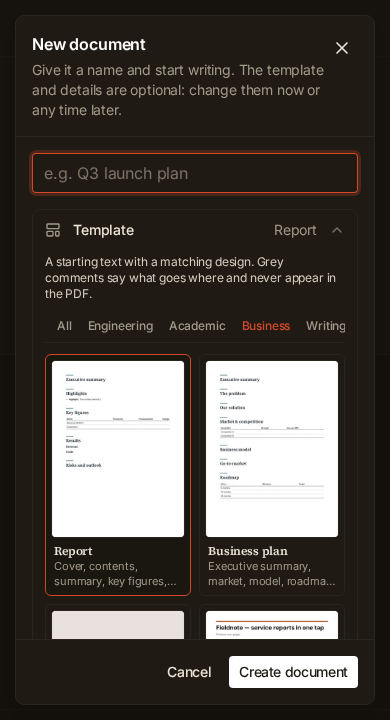 New document
Give it a name and start writing. The template
and details are optional: change them now or
any time later.
e.g. Q3 launch plan
Template
Report
A starting text with a matching design. Grey
comments say what goes where and never appear in
the PDF.
All
Engineering
Academic
Business
Writing
Executive summary
Highlights
Key figures
Results
Risks and outlook
Executive summary
The problem
Our solution
Market & competition
Business model
Go-to-market
Roadmap
Report
Cover, contents,
summary, key figures,...
Business plan
Executive summary,
market, model, roadma...
Fieldnote — service reports in one tap
Cancel
Create document